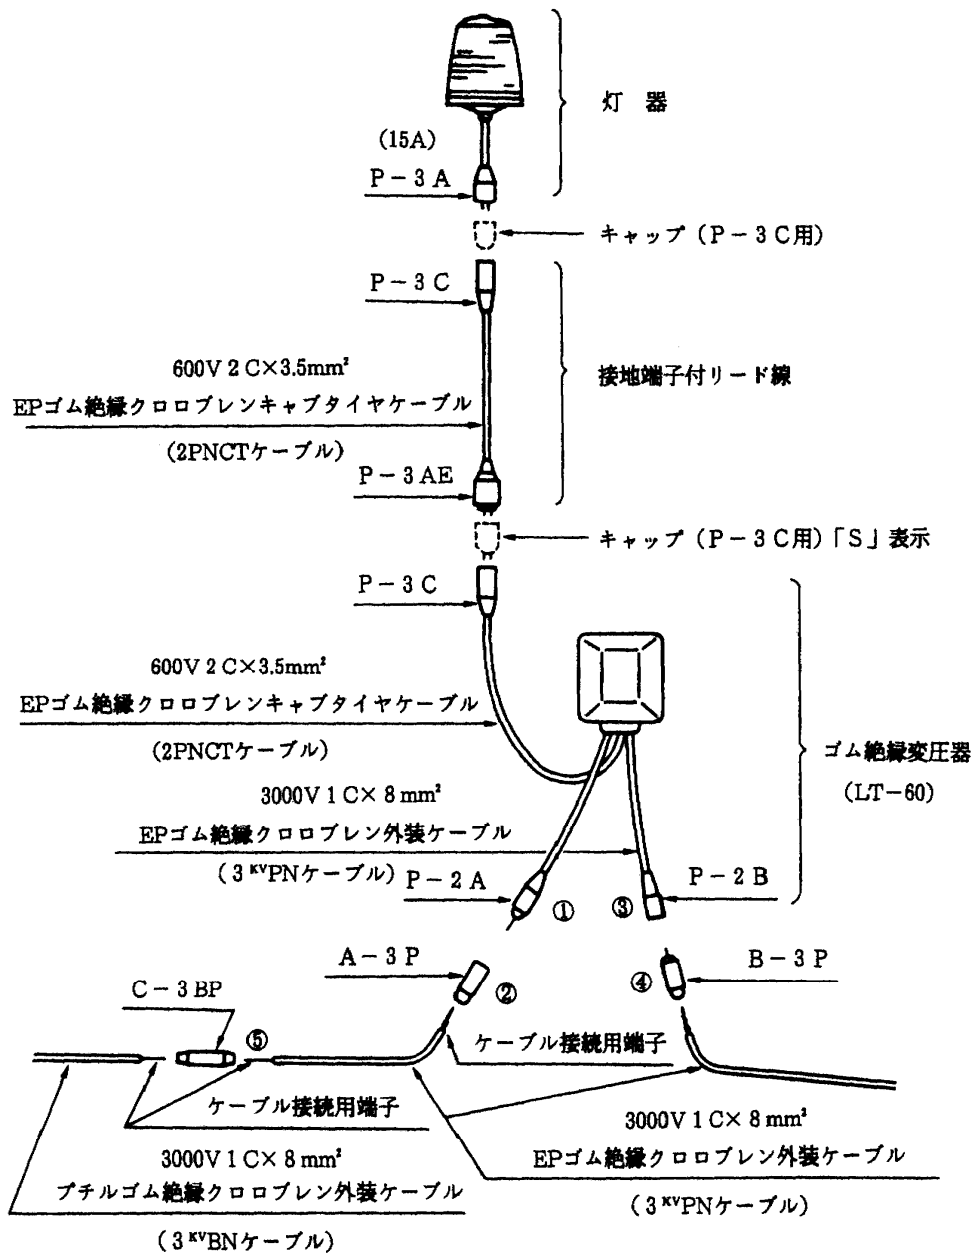 灯 器
(15A)
P-3A
キャップ(P-3C用)
P-3C
600V 2C×3.5mm²
EPゴム絶縁クロロプレンキャブタイヤケーブル
(2PNCTケーブル)
接地端子付リード線
P-3AE
キャップ(P-3C用)「S」表示
P-3C
600V 2C×3.5mm²
EPゴム絶縁クロロプレンキャブタイヤケーブル
(2PNCTケーブル)
ゴム絶縁変圧器
(LT-60)
3000V 1C×8mm²
EPゴム絶縁クロロプレン外装ケーブル
(3KVPNケーブル)
P-2A
P-2B
①
③
A-3P
②
④
B-3P
C-3BP
⑤
ケーブル接続用端子
ケーブル接続用端子
3000V 1C×8mm²
EPゴム絶縁クロロプレン外装ケーブル
(3KVPNケーブル)
3000V 1C×8mm²
ブチルゴム絶縁クロロプレン外装ケーブル
(3KVBNケーブル)